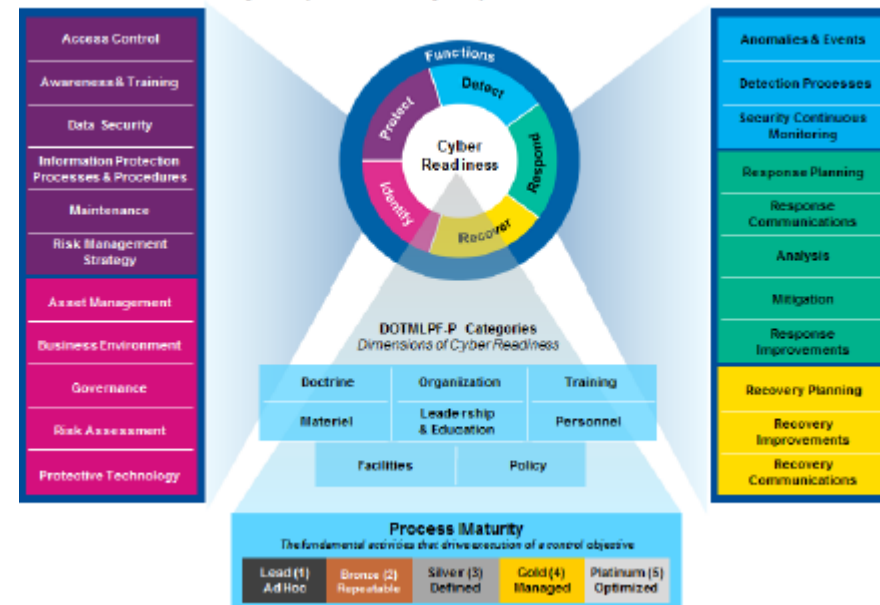 Access Control
Awareness & Training
Data Security
Information Protection
Processes & Procedures
Maintenance
Risk Management
Strategy
Asset Management
Business Environment
Governance
Risk Assessment
Protective Technology
Functions
Protect
Detect
Respond
Recover
Identify
Cylber
Readiness
DOTMLPF-P Categories
Dimensions of Cyber Readiness
Doctrine
Organization
Training
Materiel
Leadership
& Education
Personnel
Facilities
Policy
Process Maturity
The fundamental activities that drive execution of a control objective
Lead (1)
Ad Hoc
Bronze (2)
Repeatable
Silver (3)
Defined
Gold (4)
Managed
Platinum (5)
Optimized
Anomalies & Events
Detection Processes
Security Continuous
Monitoring
Response Planning
Response
Communications
Analysis
Mitigation
Response
Improvements
Recovery Planning
Recovery
Improvements
Recovery
Communications